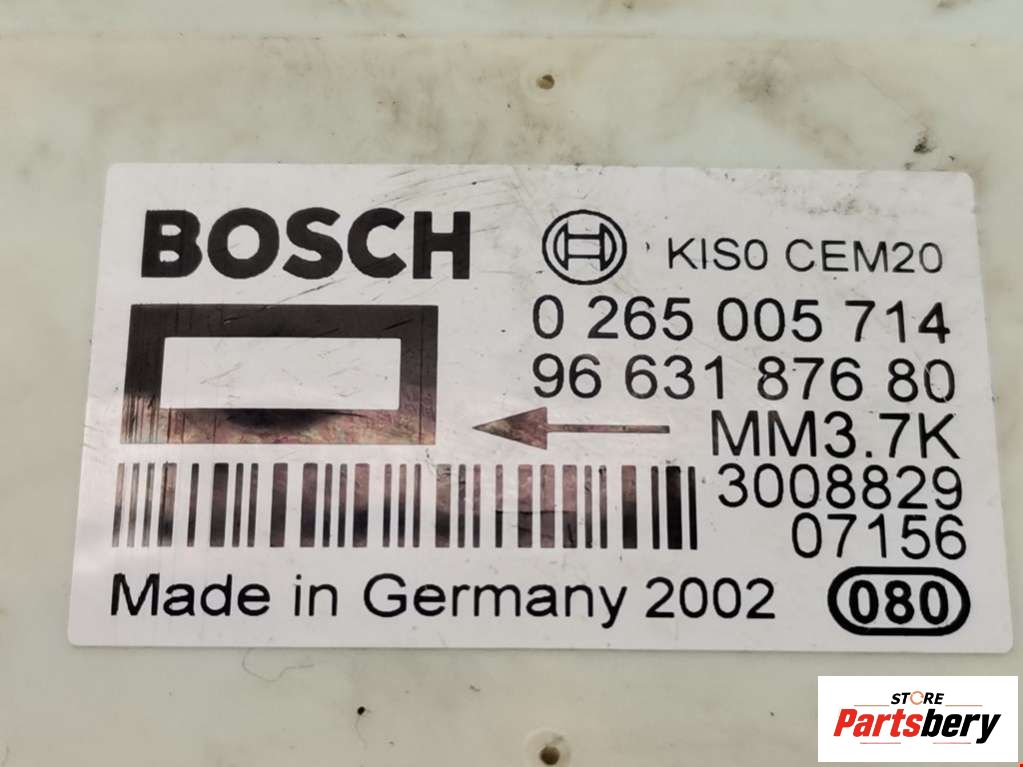 BOSCH
KIS0 CEM20
0 265 005 714
96 631 876 80
MM3.7K
3008829
07156
Made in Germany 2002
080
STORE
Partsbery